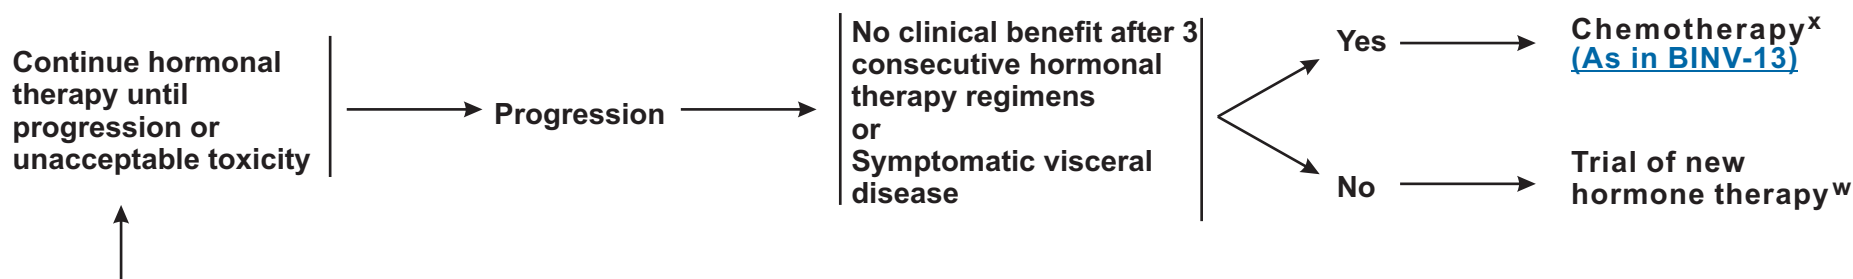 Continue hormonal
therapy until
progression or
unacceptable toxicity
Progression
No clinical benefit after 3
consecutive hormonal
therapy regimens
or
Symptomatic visceral
disease
Yes
Chemotherapyˣ
(As in BINV-13)
No
Trial of new
hormone therapyʷ